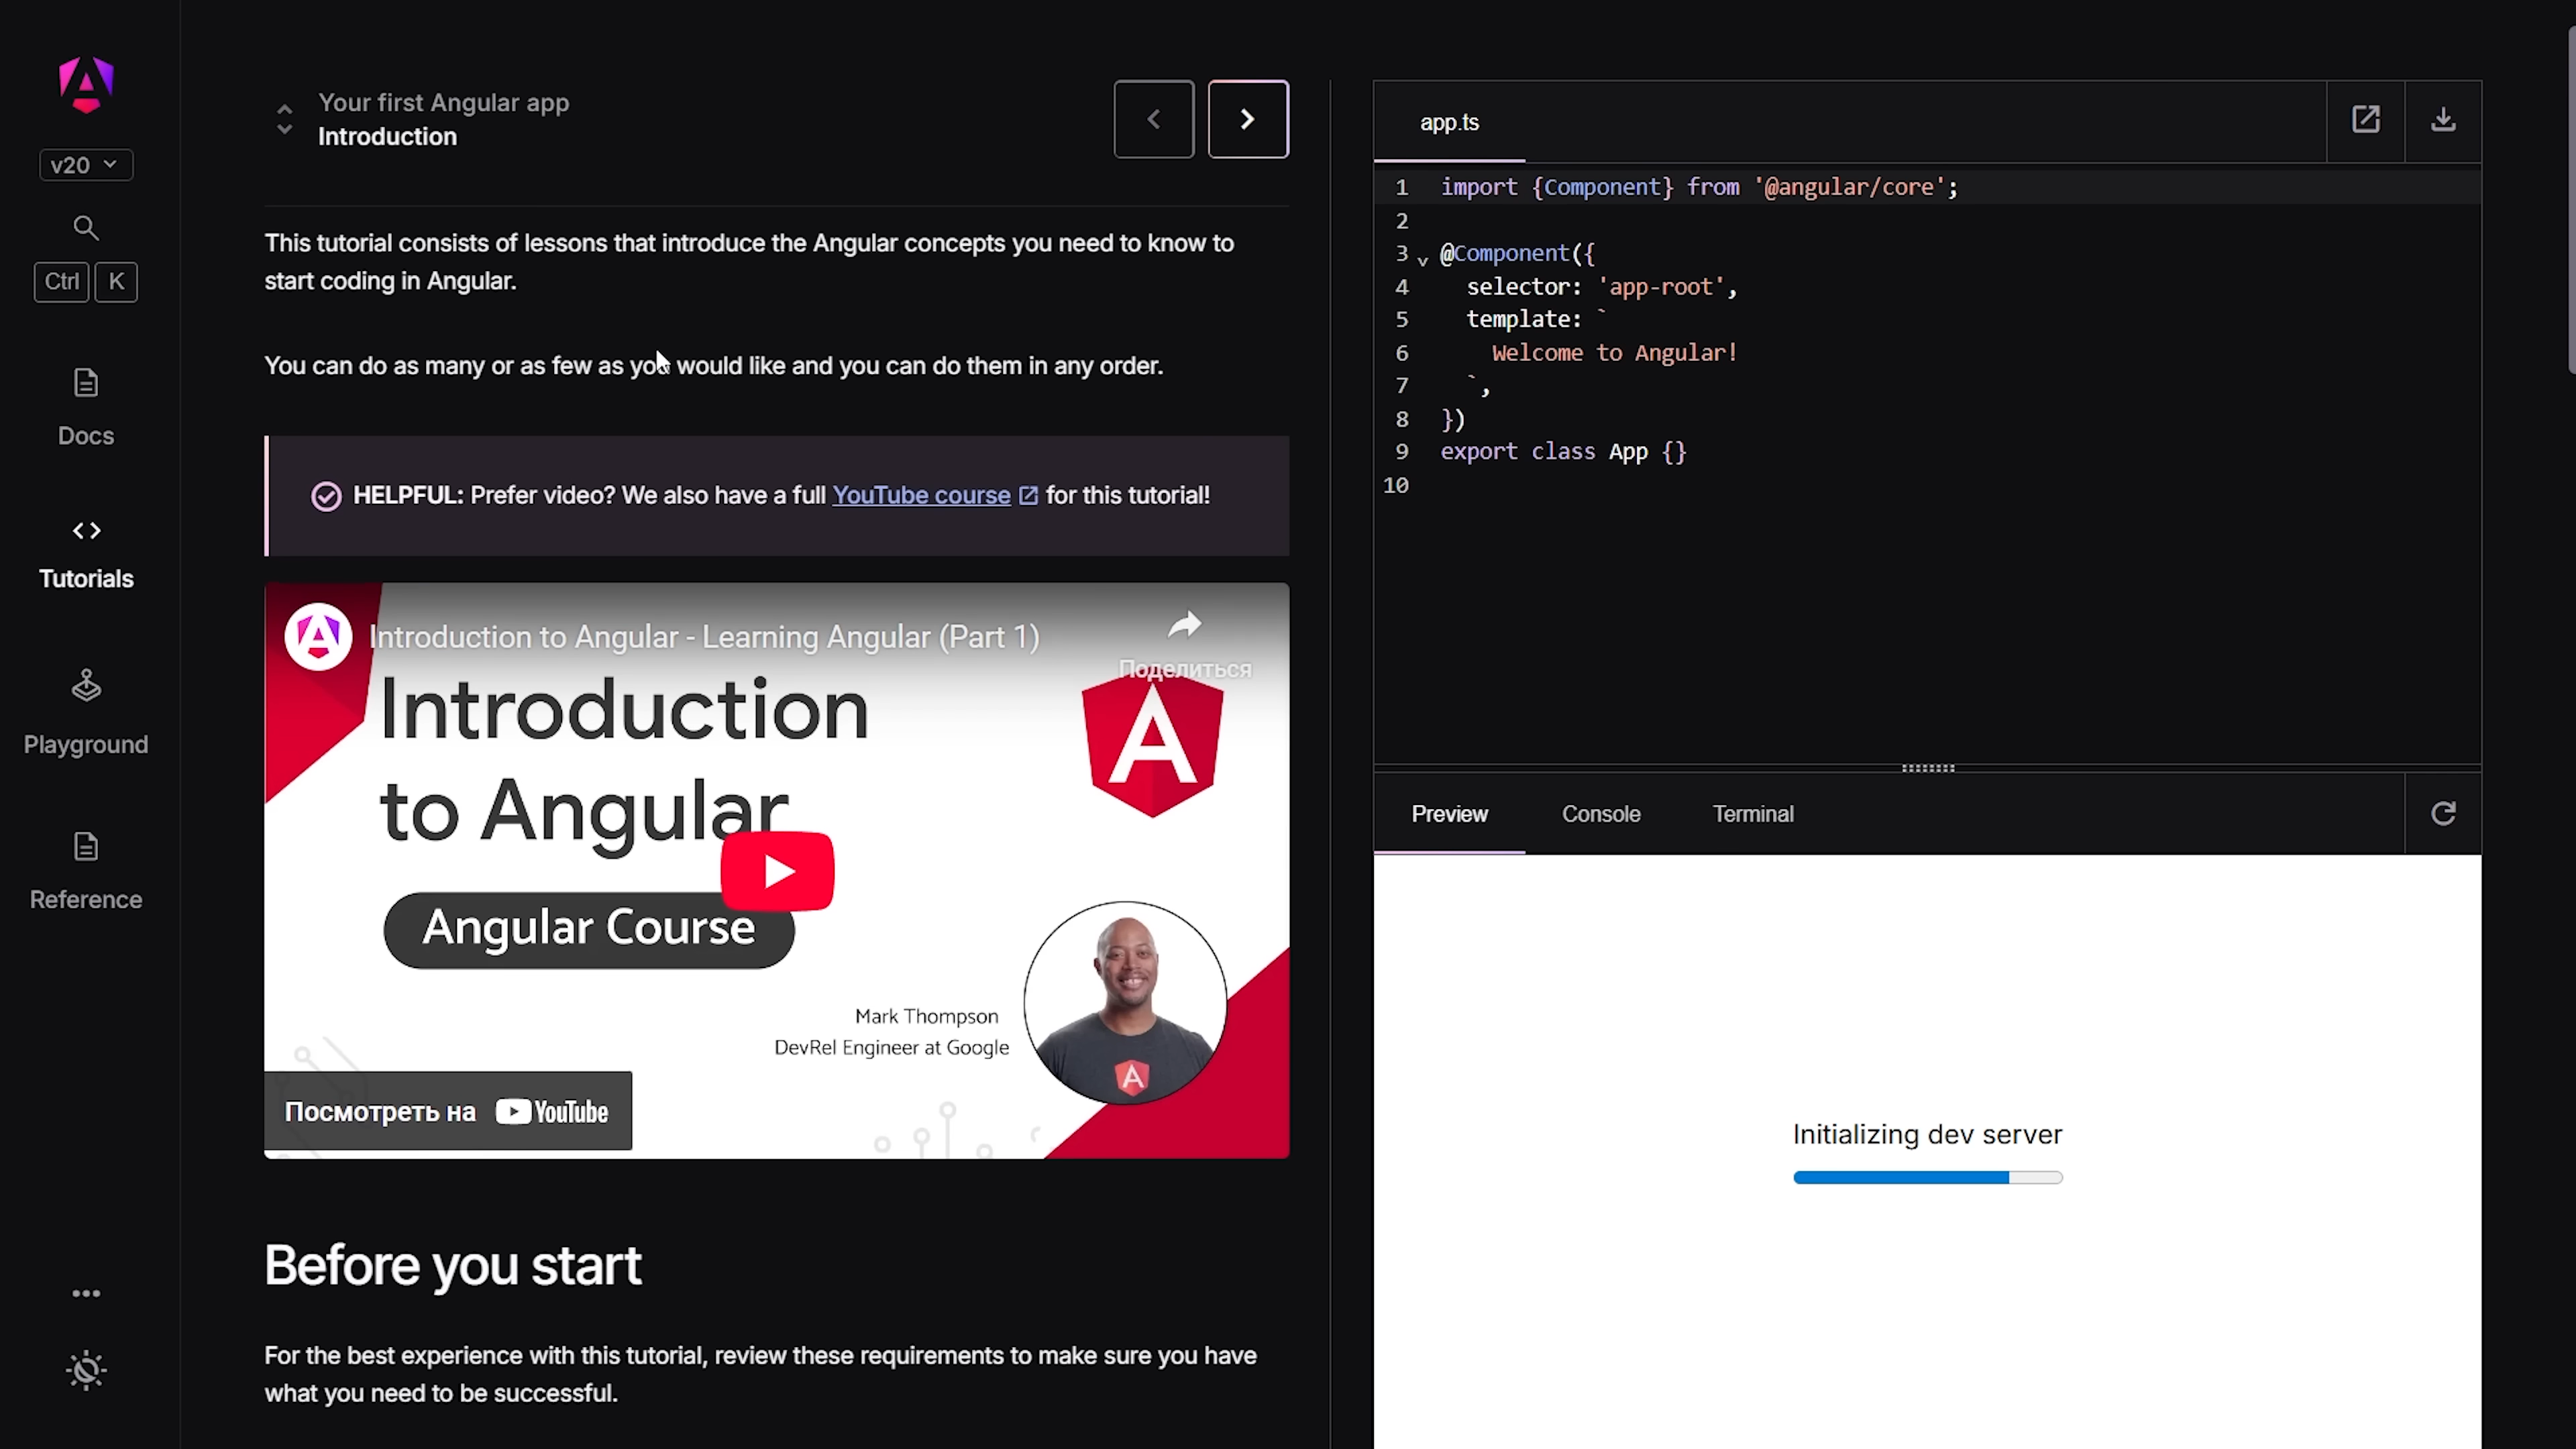 v20
Ctrl K
Docs
Tutorials
Playground
Reference
Your first Angular app
Introduction
This tutorial consists of lessons that introduce the Angular concepts you need to know to
start coding in Angular.
You can do as many or as few as you would like and you can do them in any order.
HELPFUL: Prefer video? We also have a full YouTube course for this tutorial!
Introduction to Angular - Learning Angular (Part 1)
Поделиться
Introduction
to Angular
Angular Course
Mark Thompson
DevRel Engineer at Google
Посмотреть на YouTube
Before you start
For the best experience with this tutorial, review these requirements to make sure you have
what you need to be successful.
app.ts
1 import {Component} from '@angular/core';
2
3 @Component({
4 selector: 'app-root',
5 template: `
6 Welcome to Angular!
7 `,
8 })
9 export class App {}
10
Preview Console Terminal
Initializing dev server